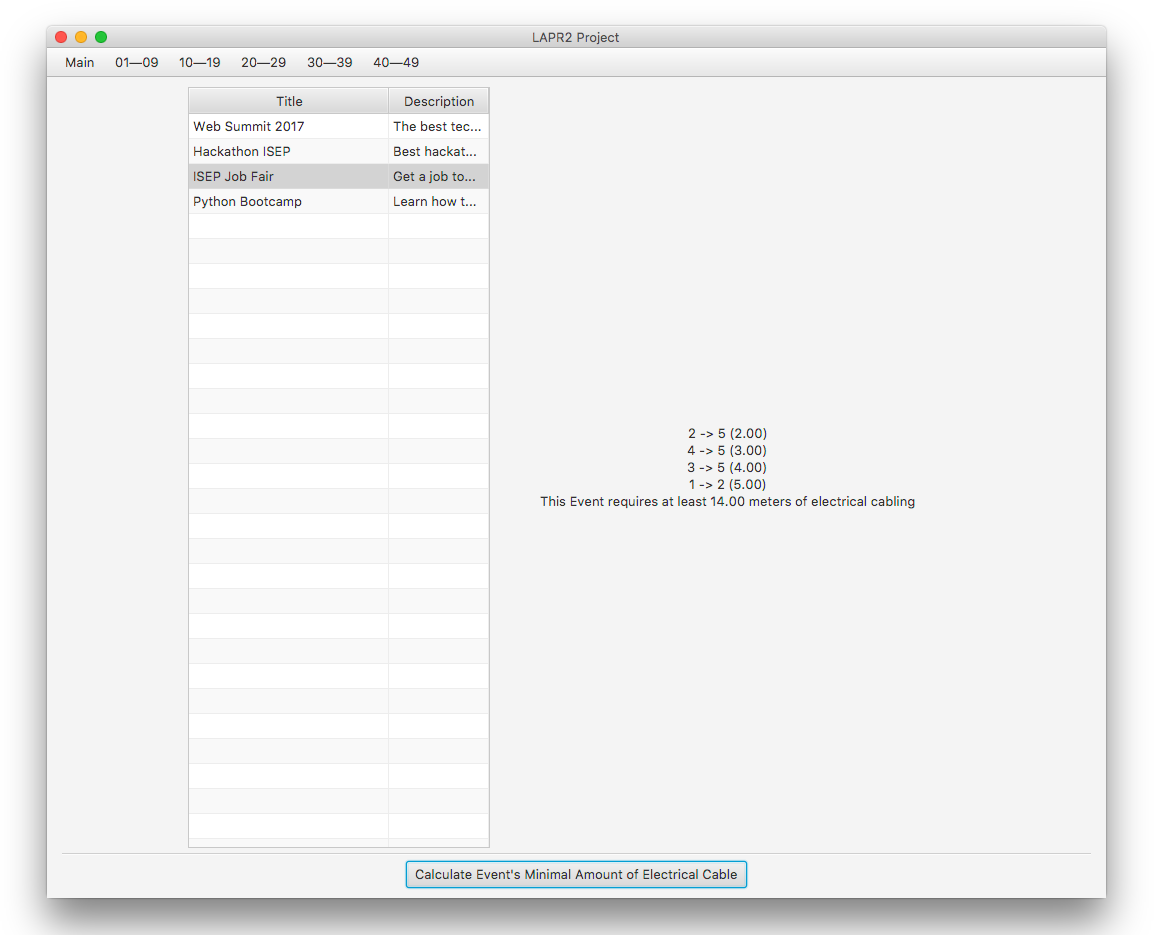 LAPR2 Project
Main 01—09 10—19 20—29 30—39 40—49
Title Description
Web Summit 2017 The best tec...
Hackathon ISEP Best hackat...
ISEP Job Fair Get a job to...
Python Bootcamp Learn how t...
2 -> 5 (2.00)
4 -> 5 (3.00)
3 -> 5 (4.00)
1 -> 2 (5.00)
This Event requires at least 14.00 meters of electrical cabling
Calculate Event's Minimal Amount of Electrical Cable